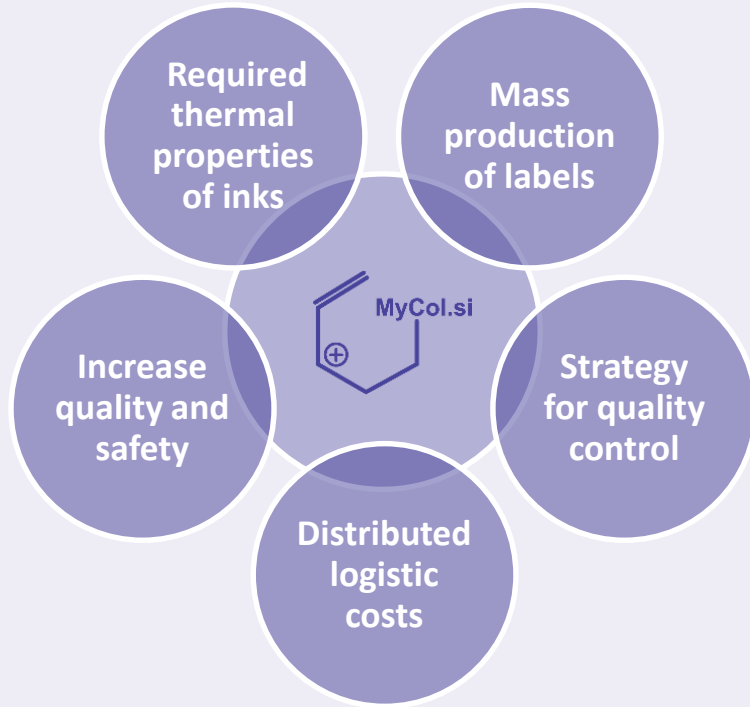 Required
thermal
properties
of inks
Mass
production
of labels
MyCol.si
Increase
quality and
safety
Strategy
for quality
control
Distributed
logistic
costs